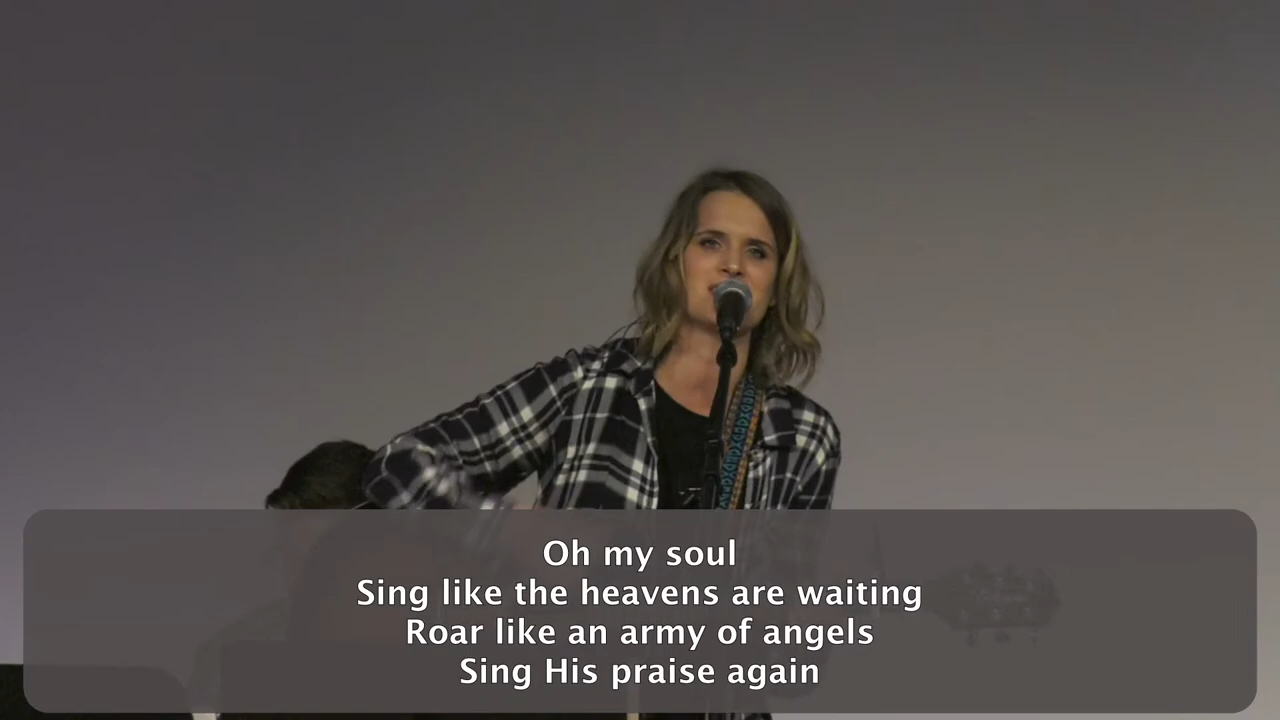 Oh my soul
Sing like the heavens are waiting
Roar like an army of angels
Sing His praise again